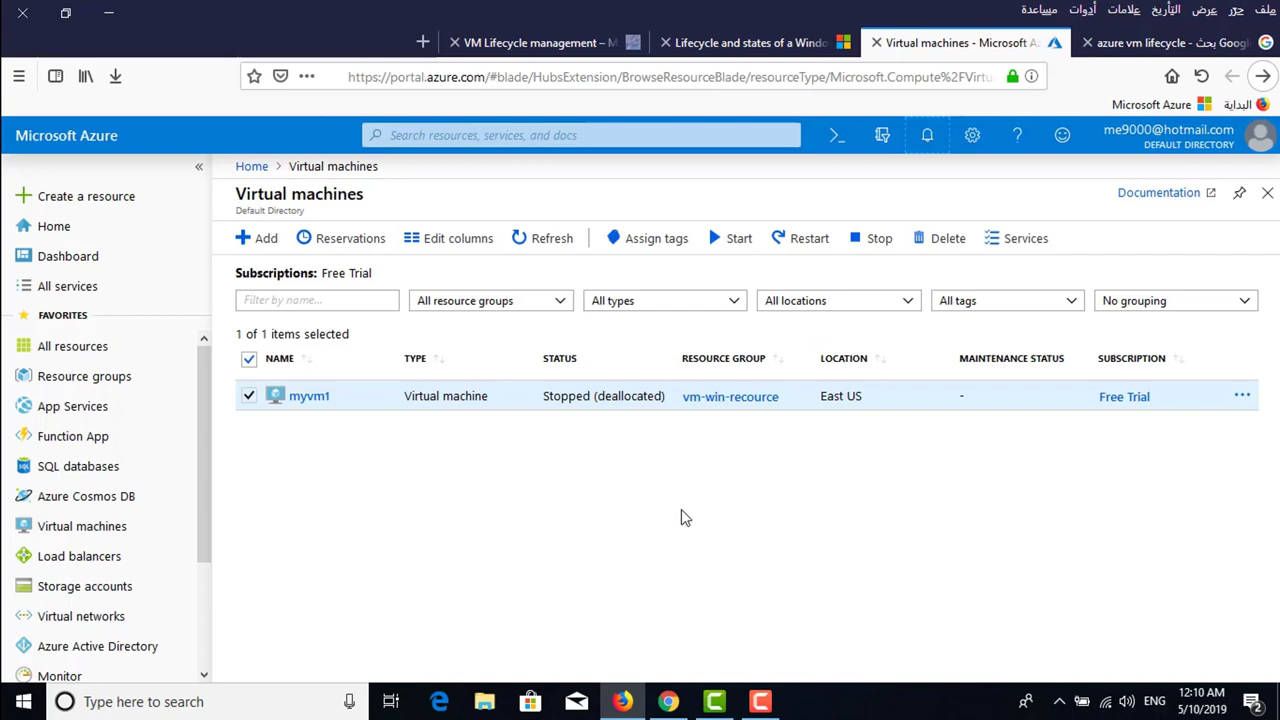 ملف حرّر عرض التأريخ علامات أدوات مساعدة
VM Lifecycle management – M
Lifecycle and states of a Windo
Virtual machines - Microsoft Az
azure vm lifecycle - بحث Google
https://portal.azure.com/#blade/HubsExtension/BrowseResourceBlade/resourceType/Microsoft.Compute%2FVirtu
البداية
Microsoft Azure
Microsoft Azure
Search resources, services, and docs
me9000@hotmail.com
DEFAULT DIRECTORY
Create a resource
Home
Dashboard
All services
FAVORITES
All resources
Resource groups
App Services
Function App
SQL databases
Azure Cosmos DB
Virtual machines
Load balancers
Storage accounts
Virtual networks
Azure Active Directory
Monitor
Home > Virtual machines
Virtual machines
Default Directory
Documentation
Add Reservations Edit columns Refresh Assign tags Start Restart Stop Delete Services
Subscriptions: Free Trial
Filter by name... All resource groups All types All locations All tags No grouping
1 of 1 items selected
NAME TYPE STATUS RESOURCE GROUP LOCATION MAINTENANCE STATUS SUBSCRIPTION
myvm1 Virtual machine Stopped (deallocated) vm-win-recource East US - Free Trial
Type here to search
ENG
12:10 AM
5/10/2019
2